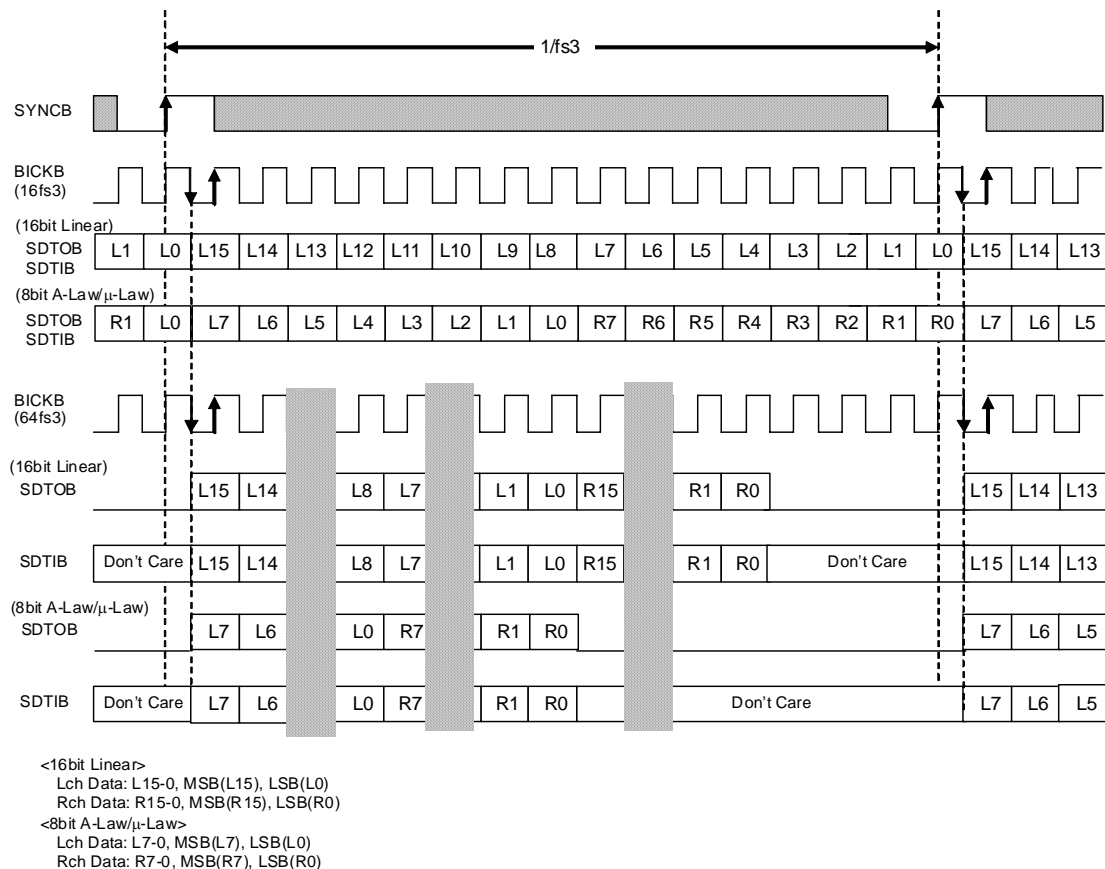 1/fs3
SYNCB
BICKB
(16fs3)
(16bit Linear)
SDTOB
SDTIB
L1 L0 L15 L14 L13 L12 L11 L10 L9 L8 L7 L6 L5 L4 L3 L2 L1 L0 L15 L14 L13
(8bit A-Law/μ-Law)
SDTOB
SDTIB
R1 L0 L7 L6 L5 L4 L3 L2 L1 L0 R7 R6 R5 R4 R3 R2 R1 R0 L7 L6 L5
BICKB
(64fs3)
(16bit Linear)
SDTOB L15 L14 L8 L7 L1 L0 R15 R1 R0 L15 L14 L13
SDTIB Don't Care L15 L14 L8 L7 L1 L0 R15 R1 R0 Don't Care L15 L14 L13
(8bit A-Law/μ-Law)
SDTOB L7 L6 L0 R7 R1 R0 L7 L6 L5
SDTIB Don't Care L7 L6 L0 R7 R1 R0 Don't Care L7 L6 L5
<16bit Linear>
Lch Data: L15-0, MSB(L15), LSB(L0)
Rch Data: R15-0, MSB(R15), LSB(R0)
<8bit A-Law/μ-Law>
Lch Data: L7-0, MSB(L7), LSB(L0)
Rch Data: R7-0, MSB(R7), LSB(R0)